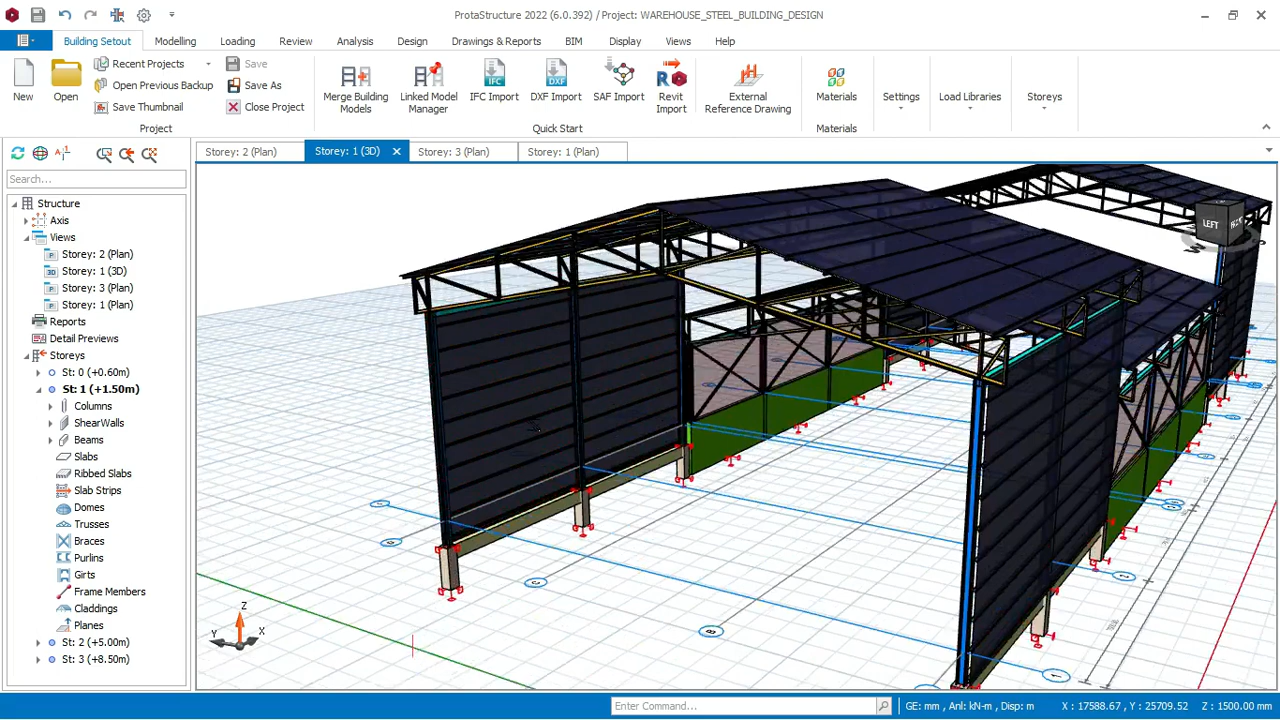 ProtaStructure 2022 (6.0.392) / Project: WAREHOUSE_STEEL_BUILDING_DESIGN
Building Setout Modelling Loading Review Analysis Design Drawings & Reports BIM Display Views Help
New
Open
Recent Projects
Open Previous Backup
Save Thumbnail
Save
Save As
Close Project
Project
Merge Building Models
Linked Model Manager
IFC Import
DXF Import
SAF Import
Revit Import
External Reference Drawing
Quick Start
Materials
Materials
Settings
Load Libraries
Storeys
Storey: 2 (Plan) Storey: 1 (3D) Storey: 3 (Plan) Storey: 1 (Plan)
Search...
Structure
Axis
Views
Storey: 2 (Plan)
Storey: 1 (3D)
Storey: 3 (Plan)
Storey: 1 (Plan)
Reports
Detail Previews
Storeys
St: 0 (+0.60m)
St: 1 (+1.50m)
Columns
ShearWalls
Beams
Slabs
Ribbed Slabs
Slab Strips
Domes
Trusses
Braces
Purlins
Girts
Frame Members
Claddings
Planes
St: 2 (+5.00m)
St: 3 (+8.50m)
LEFT
Z
Y
X
Enter Command...
GE: mm , Anl: kN-m , Disp: m
X : 17588.67 , Y : 25709.52
Z : 1500.00 mm